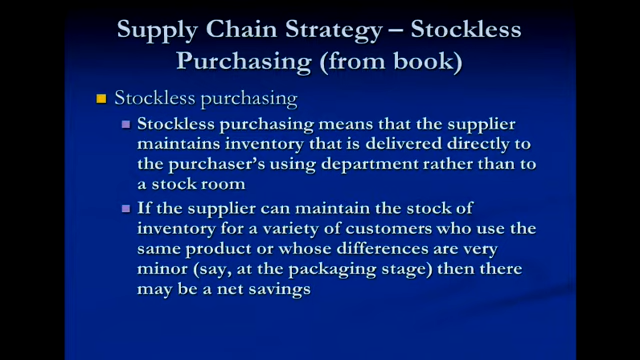 Supply Chain Strategy – Stockless
Purchasing (from book)
Stockless purchasing
Stockless purchasing means that the supplier
maintains inventory that is delivered directly to
the purchaser's using department rather than to
a stock room
If the supplier can maintain the stock of
inventory for a variety of customers who use the
same product or whose differences are very
minor (say, at the packaging stage) then there
may be a net savings